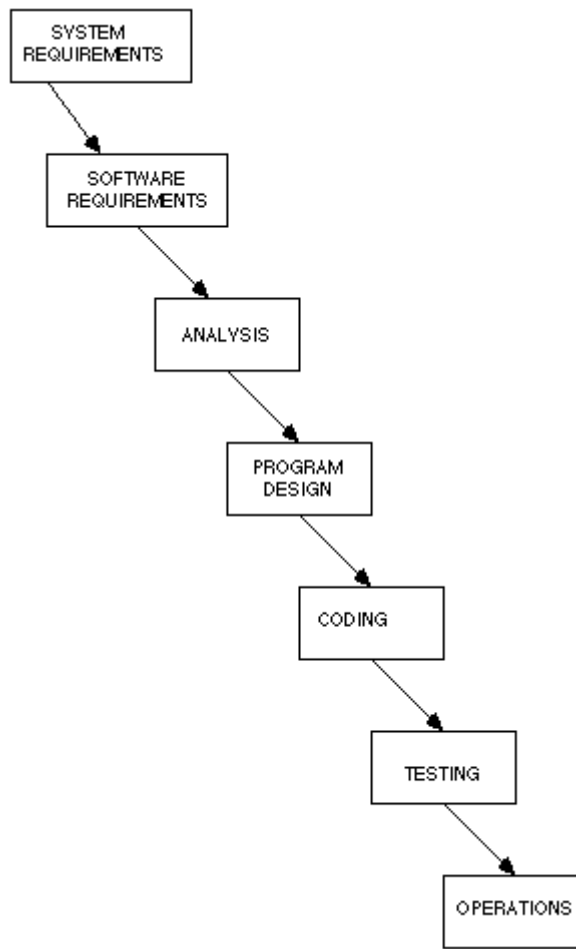 SYSTEM
REQUIREMENTS
SOFTWARE
REQUIREMENTS
ANALYSIS
PROGRAM
DESIGN
CODING
TESTING
OPERATIONS